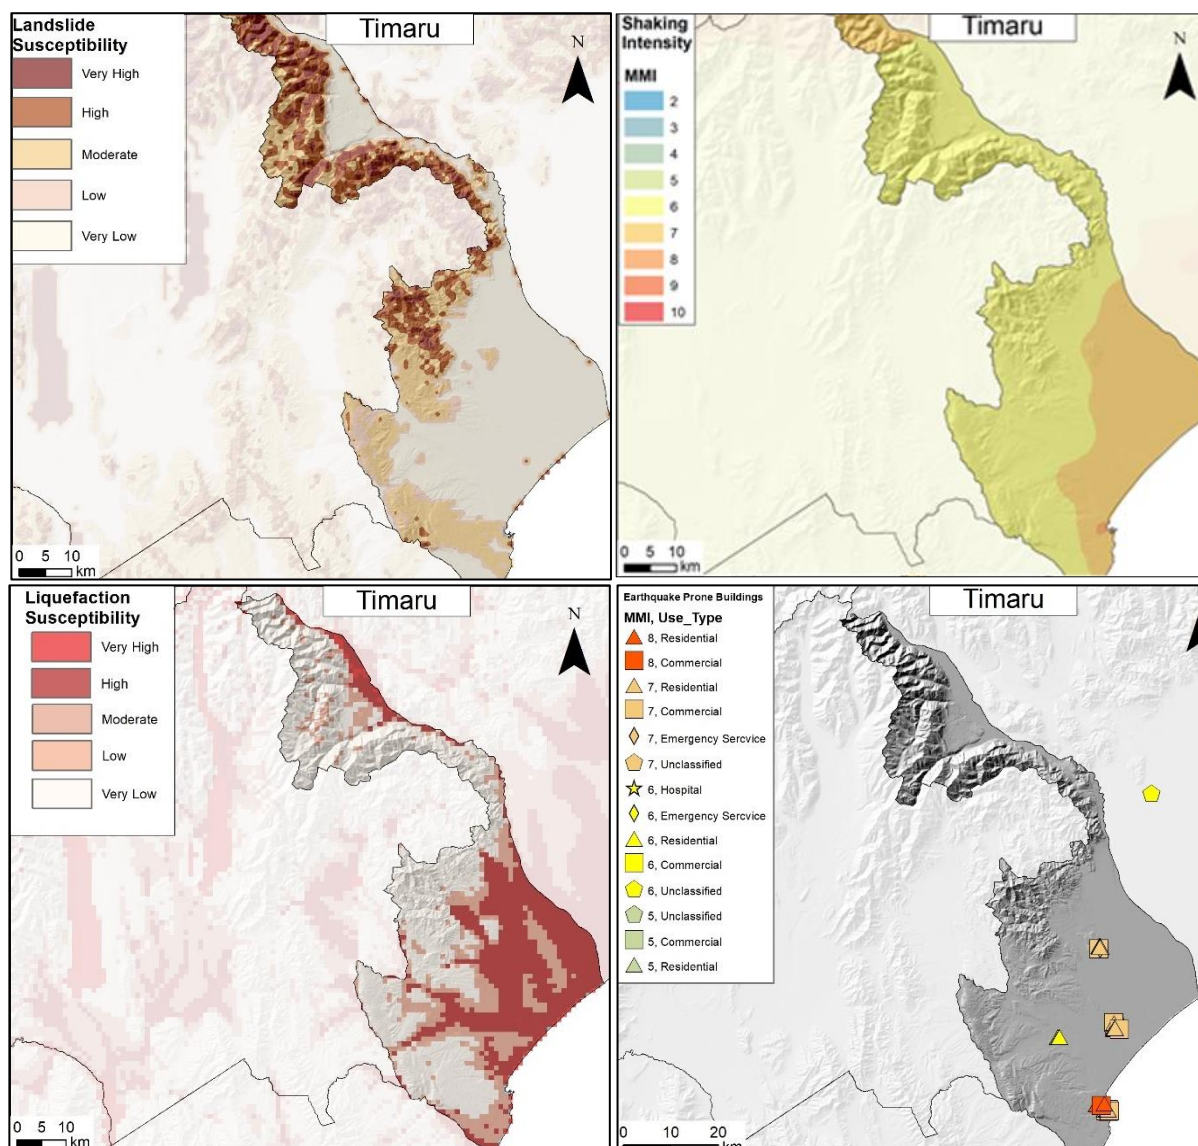 Landslide
Susceptibility
Very High
High
Moderate
Low
Very Low
Timaru
N
0 5 10
km
Shaking
Intensity
MMI
2
3
4
5
6
7
8
9
10
Timaru
N
0 5 10
km
Liquefaction
Susceptibility
Very High
High
Moderate
Low
Very Low
Timaru
N
0 5 10
km
Earthquake Prone Buildings
MMI, Use_Type
8, Residential
8, Commercial
7, Residential
7, Commercial
7, Emergency Sercvice
7, Unclassified
6, Hospital
6, Emergency Service
6, Residential
6, Commercial
6, Unclassified
5, Unclassified
5, Commercial
5, Residential
Timaru
0 10 20